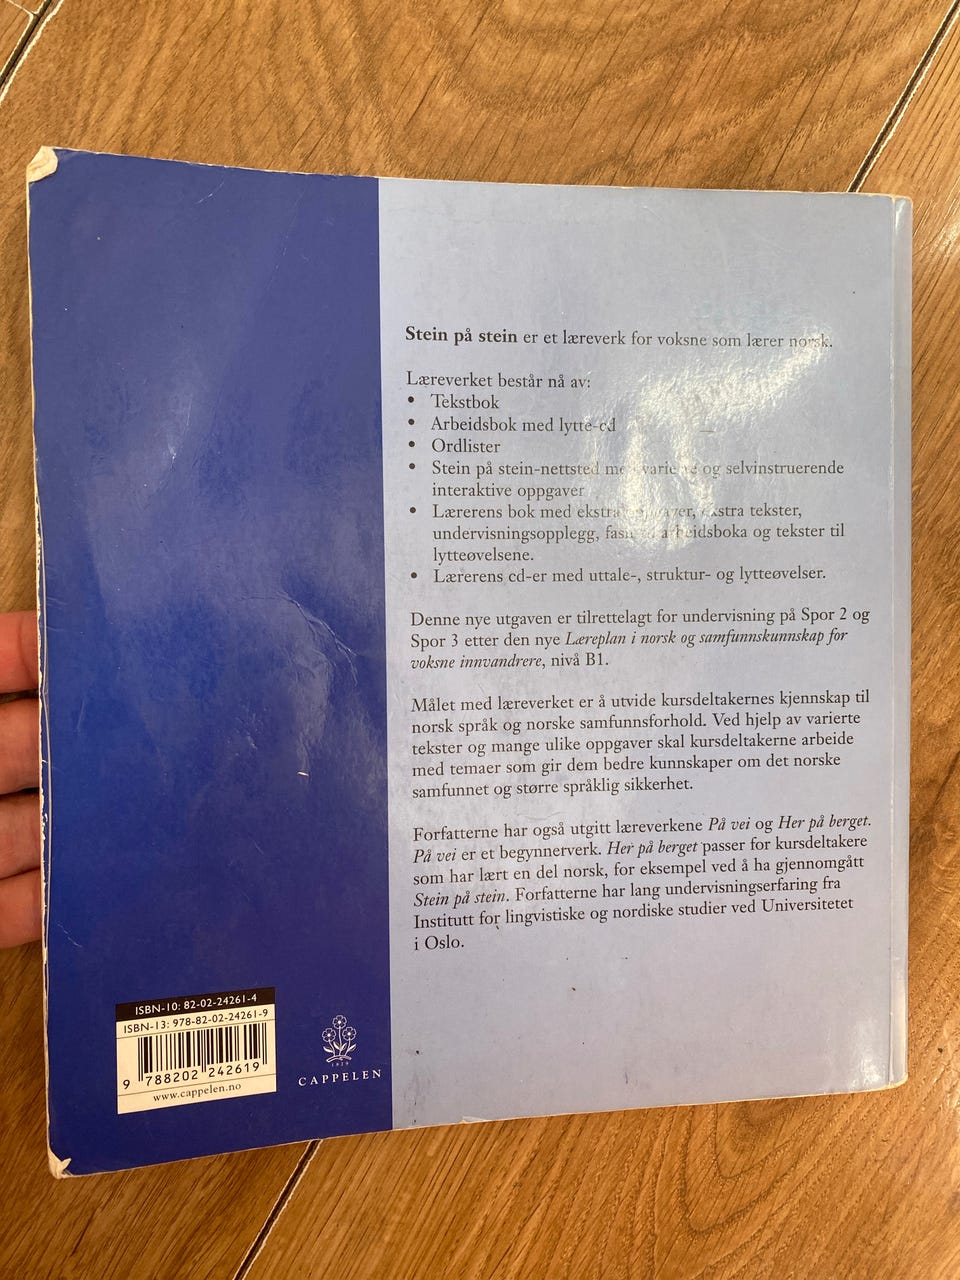 Stein på stein er et læreverk for voksne som lærer norsk.
Læreverket består nå av:
• Tekstbok
• Arbeidsbok med lytte-cd
• Ordlister
• Stein på stein-nettsted med og selvinstruerende
interaktive oppgaver
• Lærerens bok med ekstra ekstra tekster,
undervisningsopplegg, arbeidsboka og tekster til
lytteøvelsene.
• Lærerens cd-er med uttale-, struktur- og lytteøvelser.
Denne nye utgaven er tilrettelagt for undervisning på Spor 2 og
Spor 3 etter den nye Læreplan i norsk og samfunnskunnskap for
voksne innvandrere, nivå B1.
Målet med læreverket er å utvide kursdeltakernes kjennskap til
norsk språk og norske samfunnsforhold. Ved hjelp av varierte
tekster og mange ulike oppgaver skal kursdeltakerne arbeide
med temaer som gir dem bedre kunnskaper om det norske
samfunnet og større språklig sikkerhet.
Forfatterne har også utgitt læreverkene På vei og Her på berget.
På vei er et begynnerverk. Her på berget passer for kursdeltakere
som har lært en del norsk, for eksempel ved å ha gjennomgått
Stein på stein. Forfatterne har lang undervisningserfaring fra
Institutt for lingvistiske og nordiske studier ved Universitetet
i Oslo.
ISBN-10: 82-02-24261-4
ISBN-13: 978-82-02-24261-9
9 788202 242619
www.cappelen.no
1829
CAPPELEN